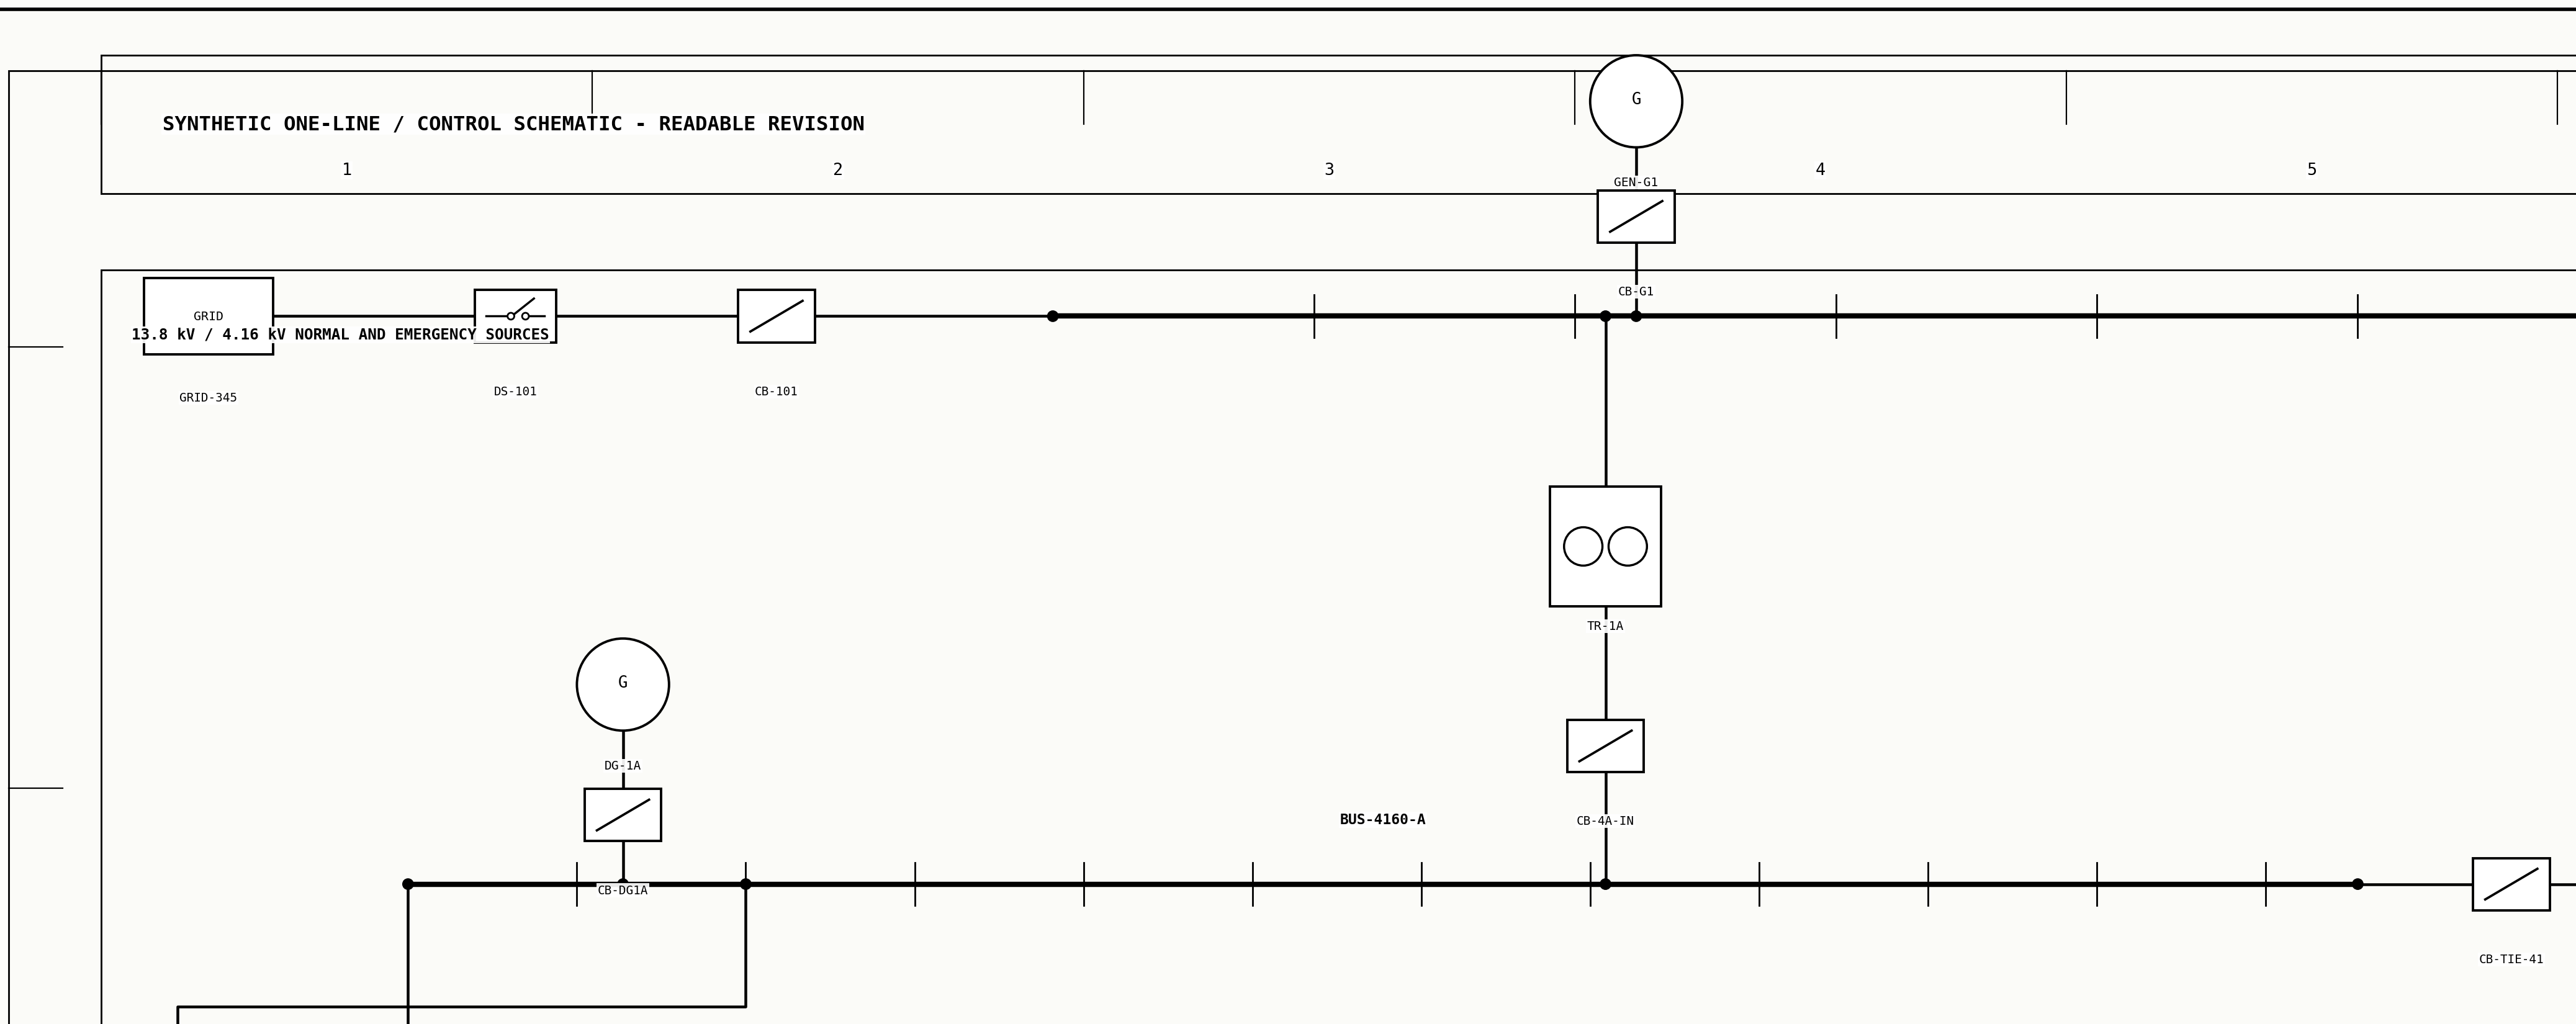 SYNTHETIC ONE-LINE / CONTROL SCHEMATIC - READABLE REVISION
G
1 2 3 4 5
GEN-G1
CB-G1
GRID
13.8 kV / 4.16 kV NORMAL AND EMERGENCY SOURCES
GRID-345
DS-101
CB-101
TR-1A
G
DG-1A
BUS-4160-A
CB-4A-IN
CB-DG1A
CB-TIE-41